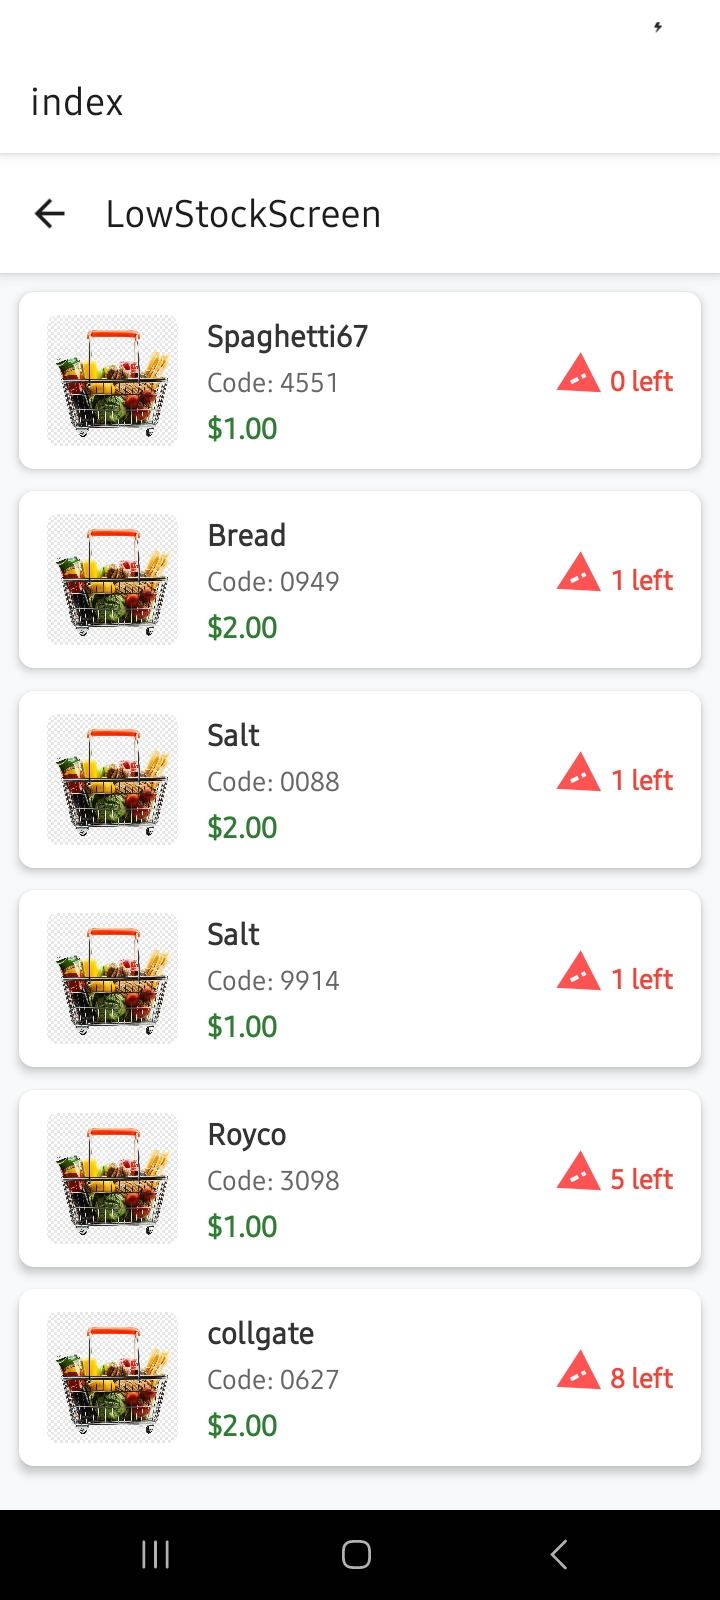 index
LowStockScreen
Spaghetti67
Code: 4551
$1.00
0 left
Bread
Code: 0949
$2.00
1 left
Salt
Code: 0088
$2.00
1 left
Salt
Code: 9914
$1.00
1 left
Royco
Code: 3098
$1.00
5 left
collgate
Code: 0627
$2.00
8 left